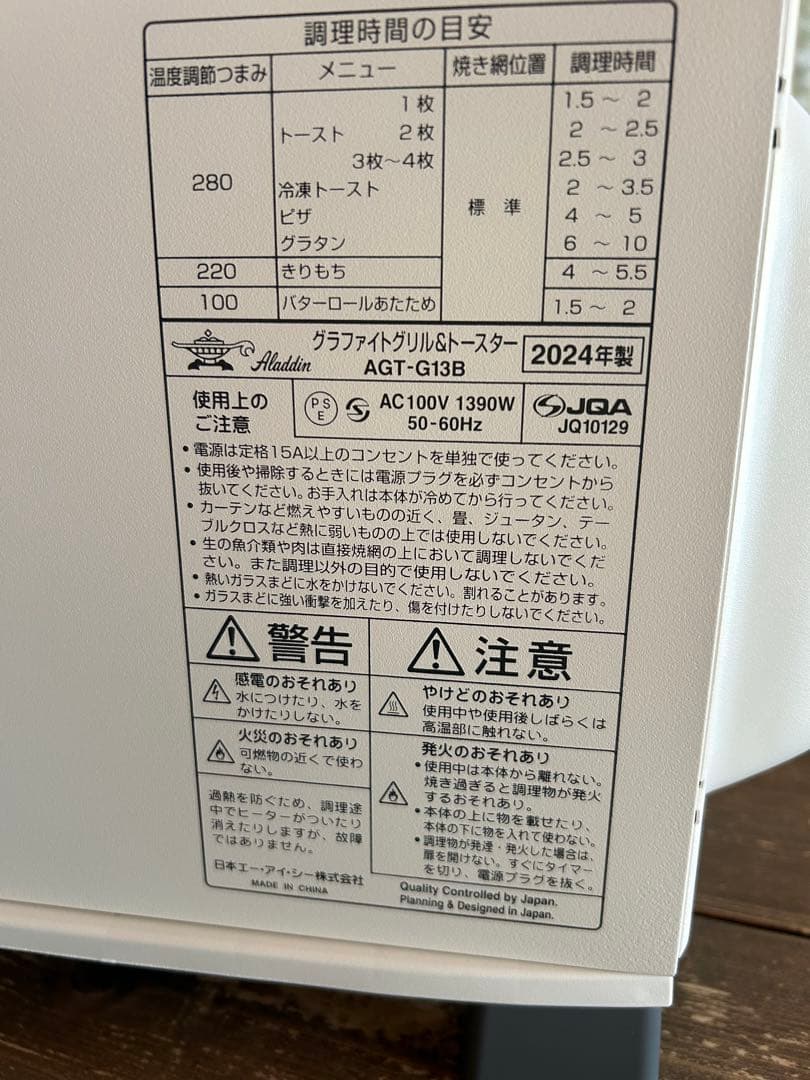 調理時間の目安
温度調節つまみ メニュー 焼き網位置 調理時間
280 トースト 1枚 標準 1.5～2
2枚 2～2.5
3枚～4枚 2.5～3
冷凍トースト 2～3.5
ピザ 4～5
グラタン 6～10
220 きりもち 4～5.5
100 バターロールあたため 1.5～2
Aladdin
グラファイトグリル&トースター
AGT-G13B
2024年製
使用上の
ご注意
PSE
AC100V 1390W
50-60Hz
JQA
JQ10129
•電源は定格15A以上のコンセントを単独で使ってください。
•使用後や掃除するときには電源プラグを必ずコンセントから
抜いてください。お手入れは本体が冷めてから行ってください。
•カーテンなど燃えやすいものの近く、畳、ジュータン、テー
ブルクロスなど熱に弱いものの上では使用しないでください。
•生の魚介類や肉は直接焼網の上において調理しないでくだ
さい。また調理以外の目的で使用しないでください。
•熱いガラスまどに水をかけないでください。割れることがあります。
•ガラスまどに強い衝撃を加えたり、傷を付けたりしないでください。
警告
感電のおそれあり
水につけたり、水を
かけたりしない。
火災のおそれあり
可燃物の近くで使わ
ない。
過熱を防ぐため、調理途
中でヒーターがついたり
消えたりしますが、故障
ではありません。
日本エー・アイ・シー株式会社
MADE IN CHINA
注意
やけどのおそれあり
使用中や使用後しばらくは
高温部に触れない。
発火のおそれあり
•使用中は本体から離れない。
焼き過ぎると調理物が発火
するおそれあり。
•本体の上に物を載せたり、
本体の下に物を入れて使わない。
•調理物が発煙・発火した場合は、
扉を開けない。すぐにタイマー
を切り、電源プラグを抜く。
Quality Controlled by Japan.
Planning & Designed in Japan.